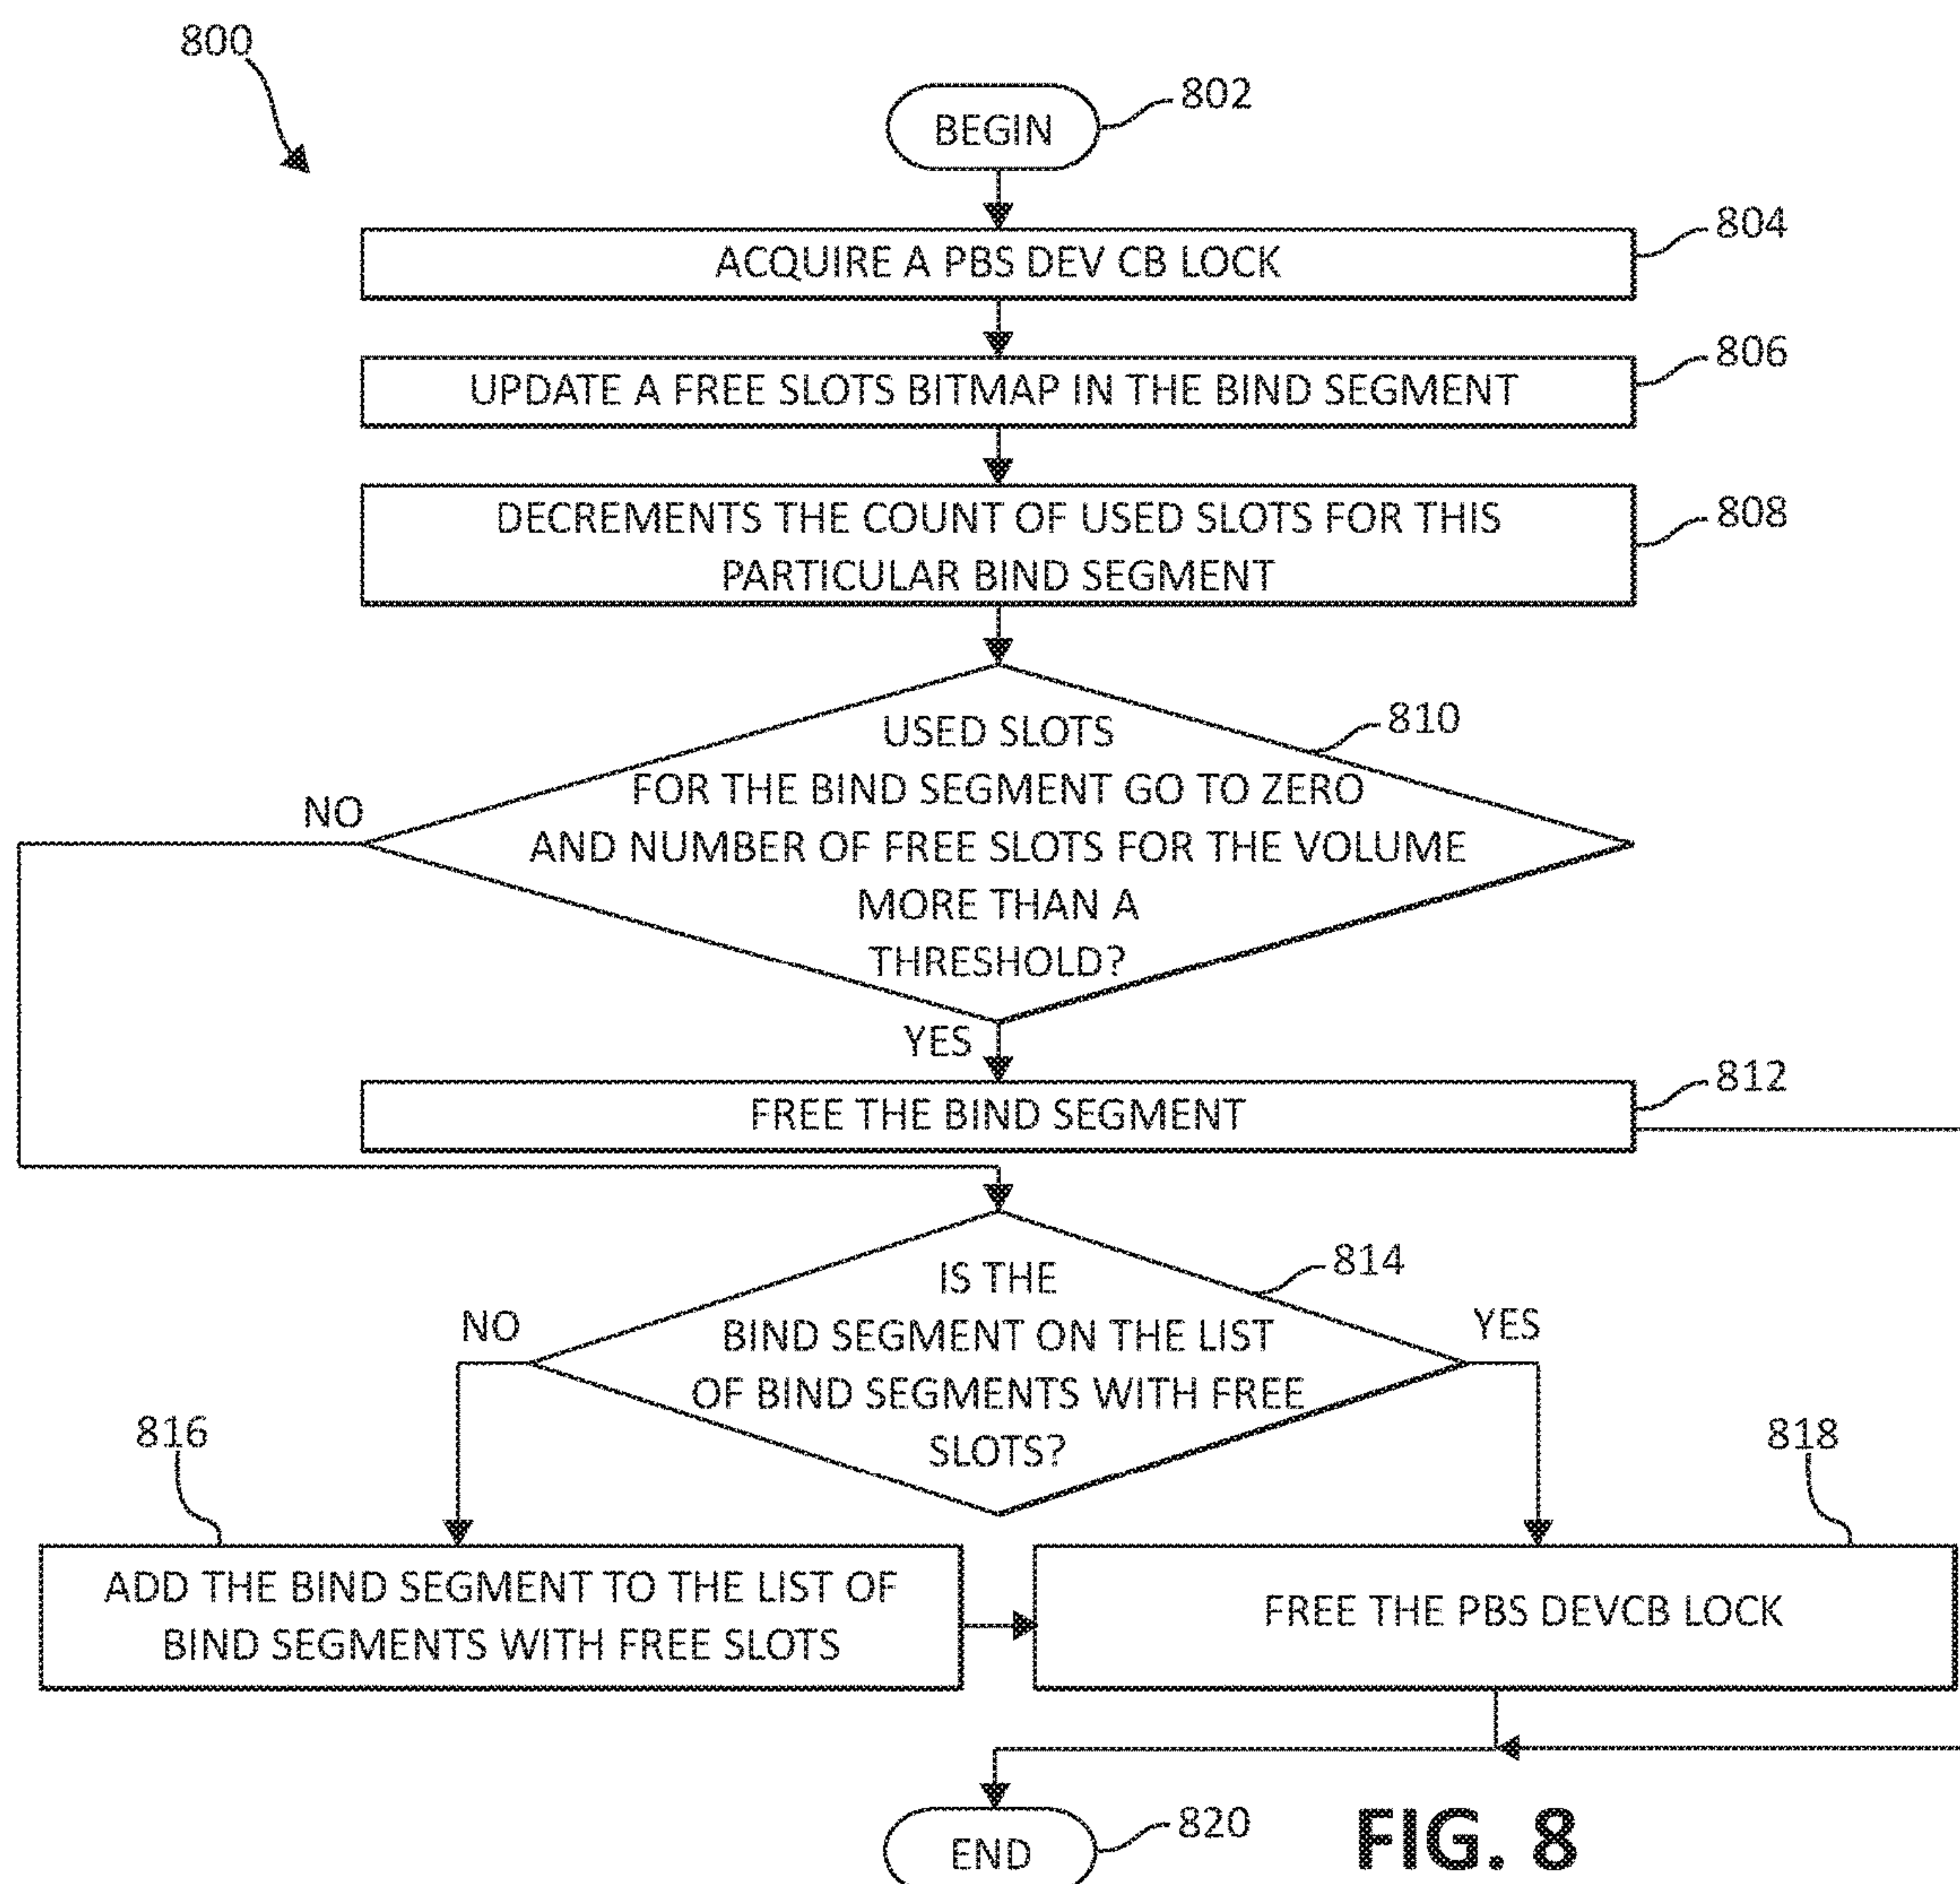 800
BEGIN
802
ACQUIRE A PBS DEV CB LOCK
804
UPDATE A FREE SLOTS BITMAP IN THE BIND SEGMENT
806
DECREMENTS THE COUNT OF USED SLOTS FOR THIS
PARTICULAR BIND SEGMENT
808
USED SLOTS
FOR THE BIND SEGMENT GO TO ZERO
AND NUMBER OF FREE SLOTS FOR THE VOLUME
MORE THAN A
THRESHOLD?
810
NO
YES
FREE THE BIND SEGMENT
812
IS THE
BIND SEGMENT ON THE LIST
OF BIND SEGMENTS WITH FREE
SLOTS?
814
NO
YES
816
ADD THE BIND SEGMENT TO THE LIST OF
BIND SEGMENTS WITH FREE SLOTS
818
FREE THE PBS DEVCB LOCK
END
820
FIG. 8